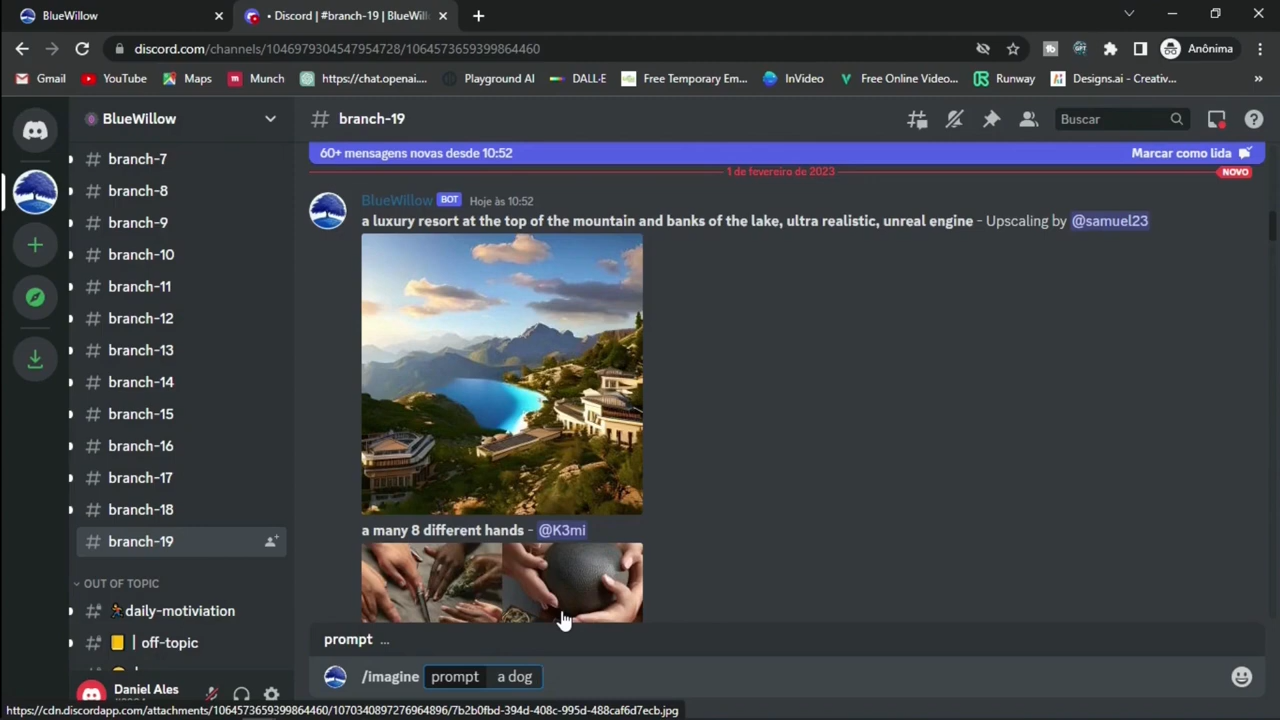 BlueWillow
• Discord | #branch-19 | BlueWill
discord.com/channels/1046979304547954728/1064573659399864460
Anônima
Gmail
YouTube
Maps
Munch
https://chat.openai....
Playground AI
DALL-E
Free Temporary Em...
InVideo
Free Online Video...
Runway
Designs.ai - Creativ...
»
BlueWillow
# branch-19
Buscar
60+ mensagens novas desde 10:52
Marcar como lida
1 de fevereiro de 2023
NOVO
# branch-7
# branch-8
# branch-9
# branch-10
# branch-11
# branch-12
# branch-13
# branch-14
# branch-15
# branch-16
# branch-17
# branch-18
# branch-19
OUT OF TOPIC
daily-motiviation
| off-topic
Daniel Ales
BlueWillow BOT Hoje às 10:52
a luxury resort at the top of the mountain and banks of the lake, ultra realistic, unreal engine - Upscaling by @samuel23
a many 8 different hands - @K3mi
prompt ...
/imagine prompt a dog
https://cdn.discordapp.com/attachments/1064573659399864460/1070340897276964896/7b2b0fbd-394d-408c-995d-488caf6d7ecb.jpg